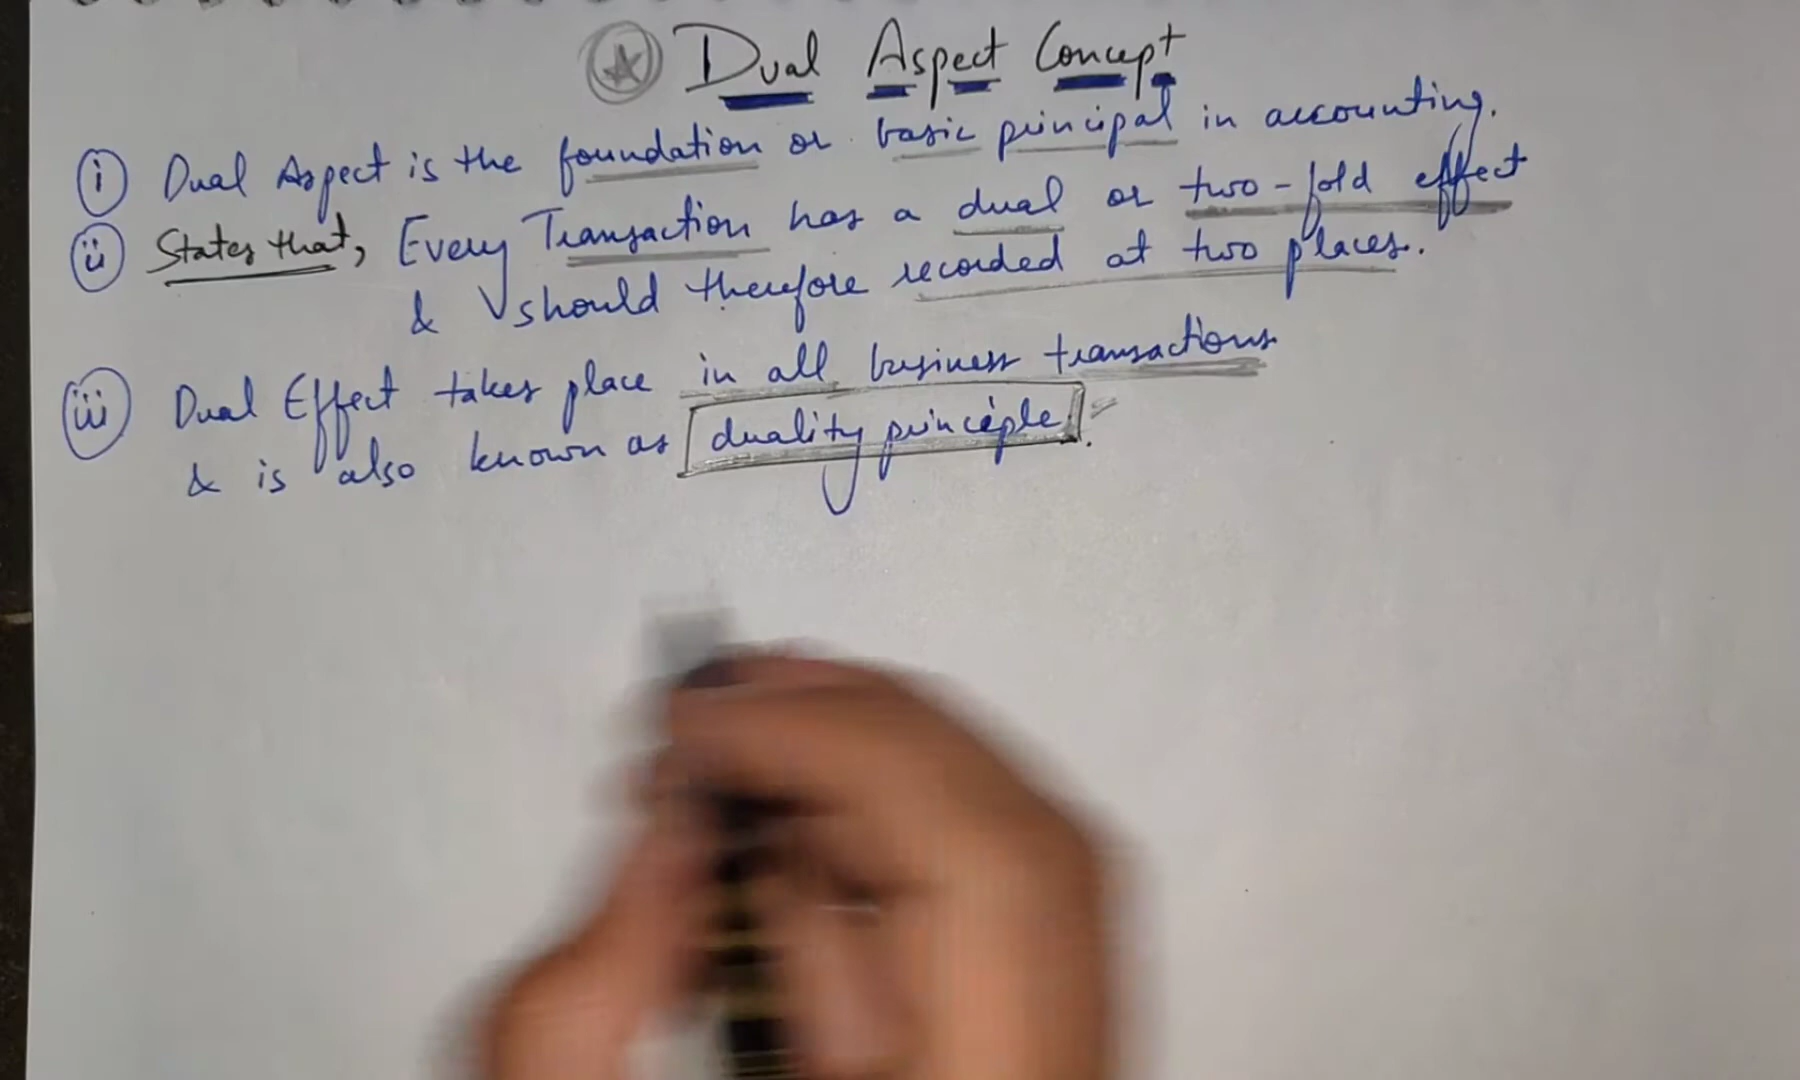 Dual Aspect Concept
i Dual Aspect is the foundation or basic principal in accounting.
ii States that, Every Transaction has a dual or two-fold effect
& should therefore recorded at two places.
iii Dual Effect takes place in all business transactions
& is also known as duality principle.